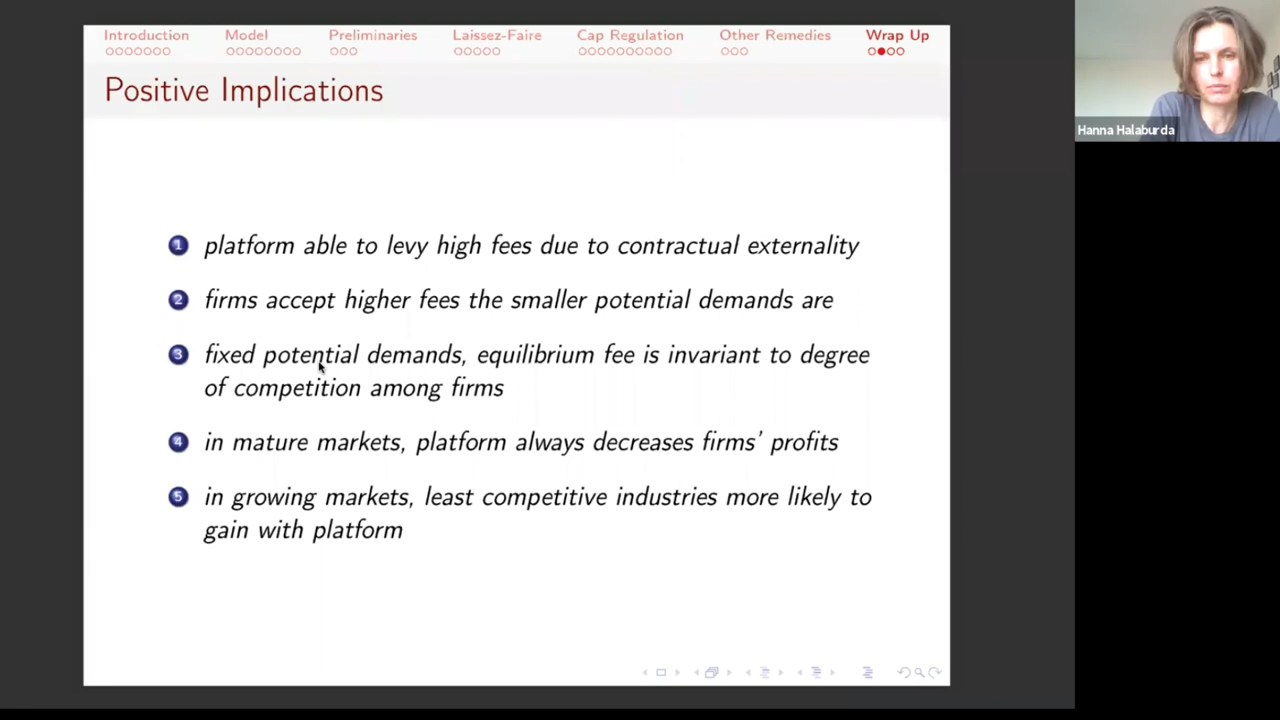 Introduction Model Preliminaries Laissez-Faire Cap Regulation Other Remedies Wrap Up
Positive Implications
1 platform able to levy high fees due to contractual externality
2 firms accept higher fees the smaller potential demands are
3 fixed potential demands, equilibrium fee is invariant to degree
of competition among firms
4 in mature markets, platform always decreases firms' profits
5 in growing markets, least competitive industries more likely to
gain with platform
Hanna Halaburda